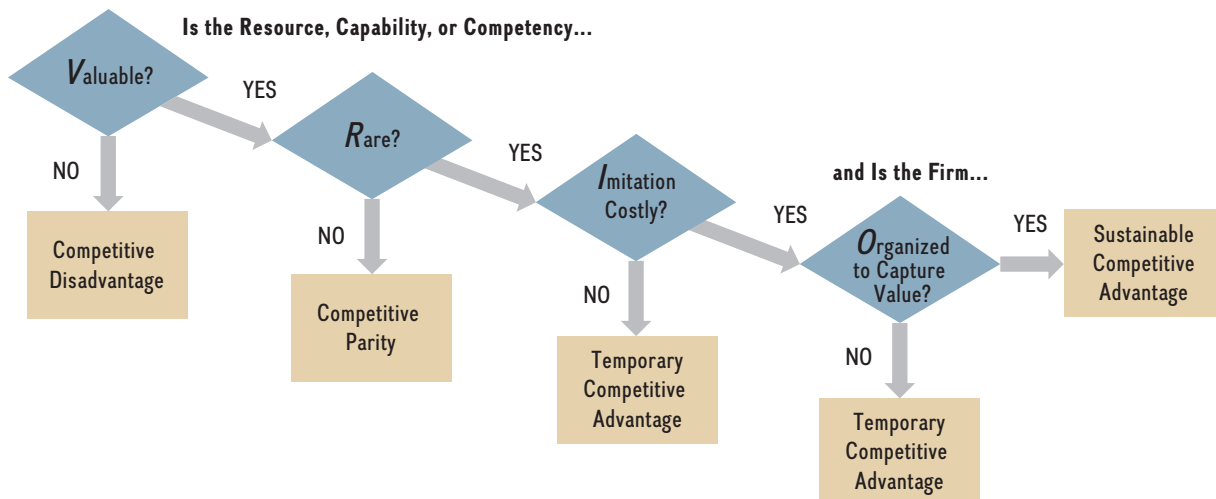 Is the Resource, Capability, or Competency...
Valuable?
YES
NO
Competitive
Disadvantage
Rare?
YES
NO
Competitive
Parity
Imitation
Costly?
YES
NO
Temporary
Competitive
Advantage
and Is the Firm...
Organized
to Capture
Value?
YES
NO
Temporary
Competitive
Advantage
Sustainable
Competitive
Advantage